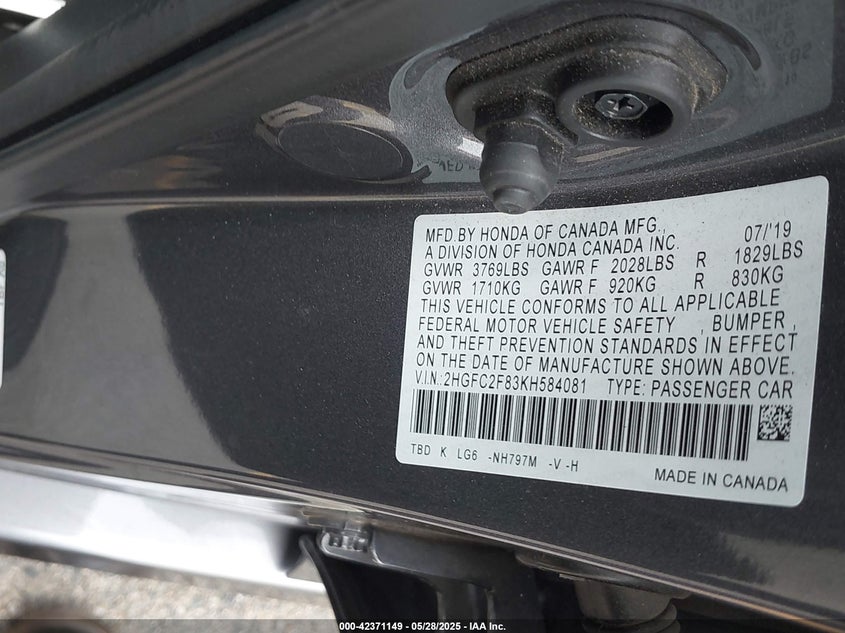 MFD.BY HONDA OF CANADA MFG., 07/'19
A DIVISION OF HONDA CANADA INC.
GVWR 3769LBS GAWR F 2028LBS R 1829LBS
GVWR 1710KG GAWR F 920KG R 830KG
THIS VEHICLE CONFORMS TO ALL APPLICABLE
FEDERAL MOTOR VEHICLE SAFETY , BUMPER ,
AND THEFT PREVENTION STANDARDS IN EFFECT
ON THE DATE OF MANUFACTURE SHOWN ABOVE.
V.I.N.:2HGFC2F83KH584081 TYPE: PASSENGER CAR
TBD K LG6 -NH797M -V -H
MADE IN CANADA
000-42371149 | 05/28/2025 | IAA Inc.